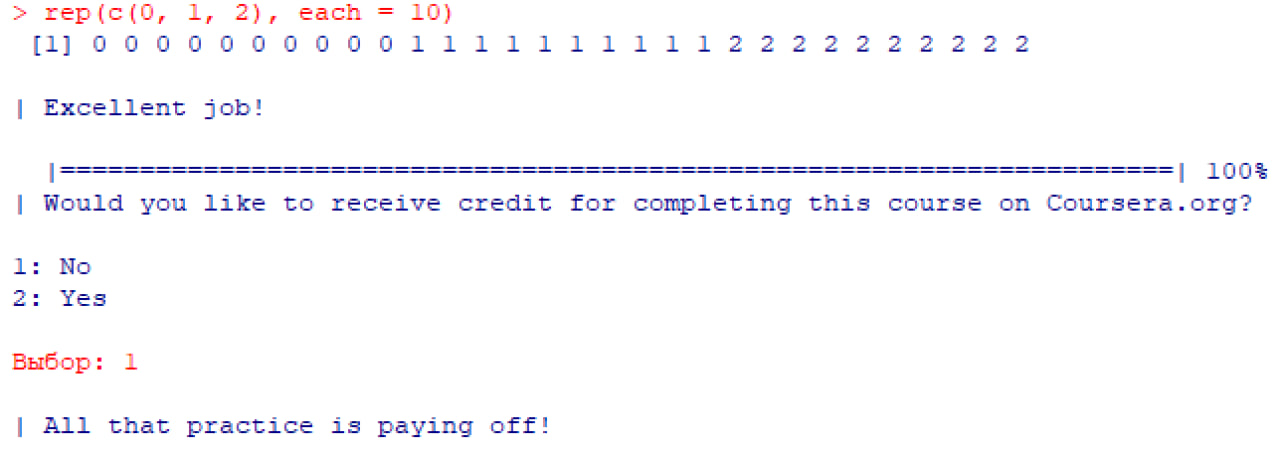 > rep(c(0, 1, 2), each = 10)
[1] 0 0 0 0 0 0 0 0 0 0 1 1 1 1 1 1 1 1 1 1 2 2 2 2 2 2 2 2 2 2
| Excellent job!
|======================================================================| 100%
| Would you like to receive credit for completing this course on Coursera.org?
1: No
2: Yes
Выбор: 1
| All that practice is paying off!